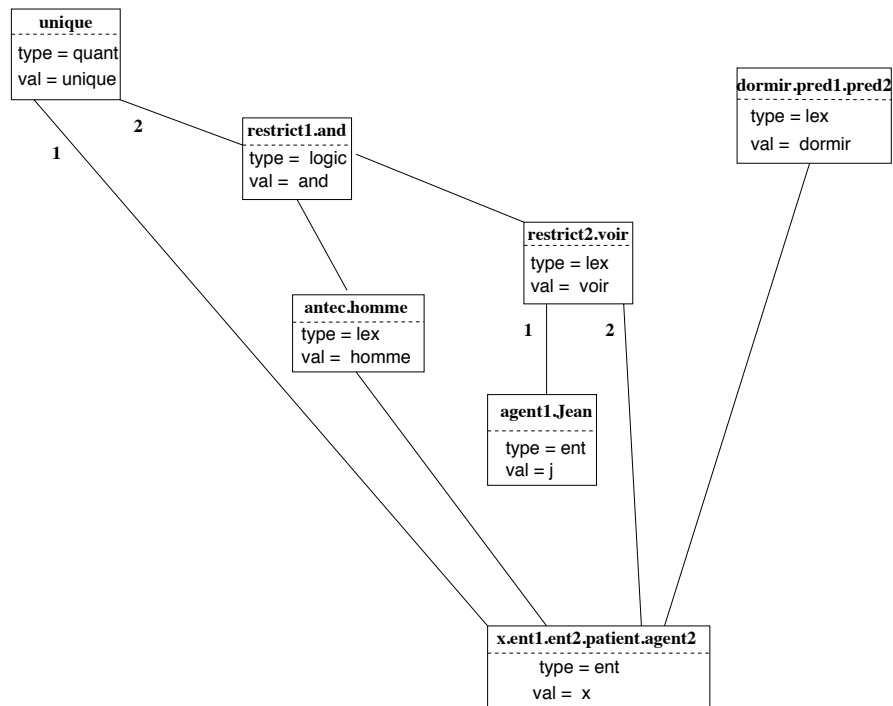 unique
type = quant
val = unique
dormir.pred1.pred2
type = lex
val = dormir
2
1
restrict1.and
type = logic
val = and
restrict2.voir
type = lex
val = voir
antec.homme
type = lex
val = homme
1
2
agent1.Jean
type = ent
val = j
x.ent1.ent2.patient.agent2
type = ent
val = x